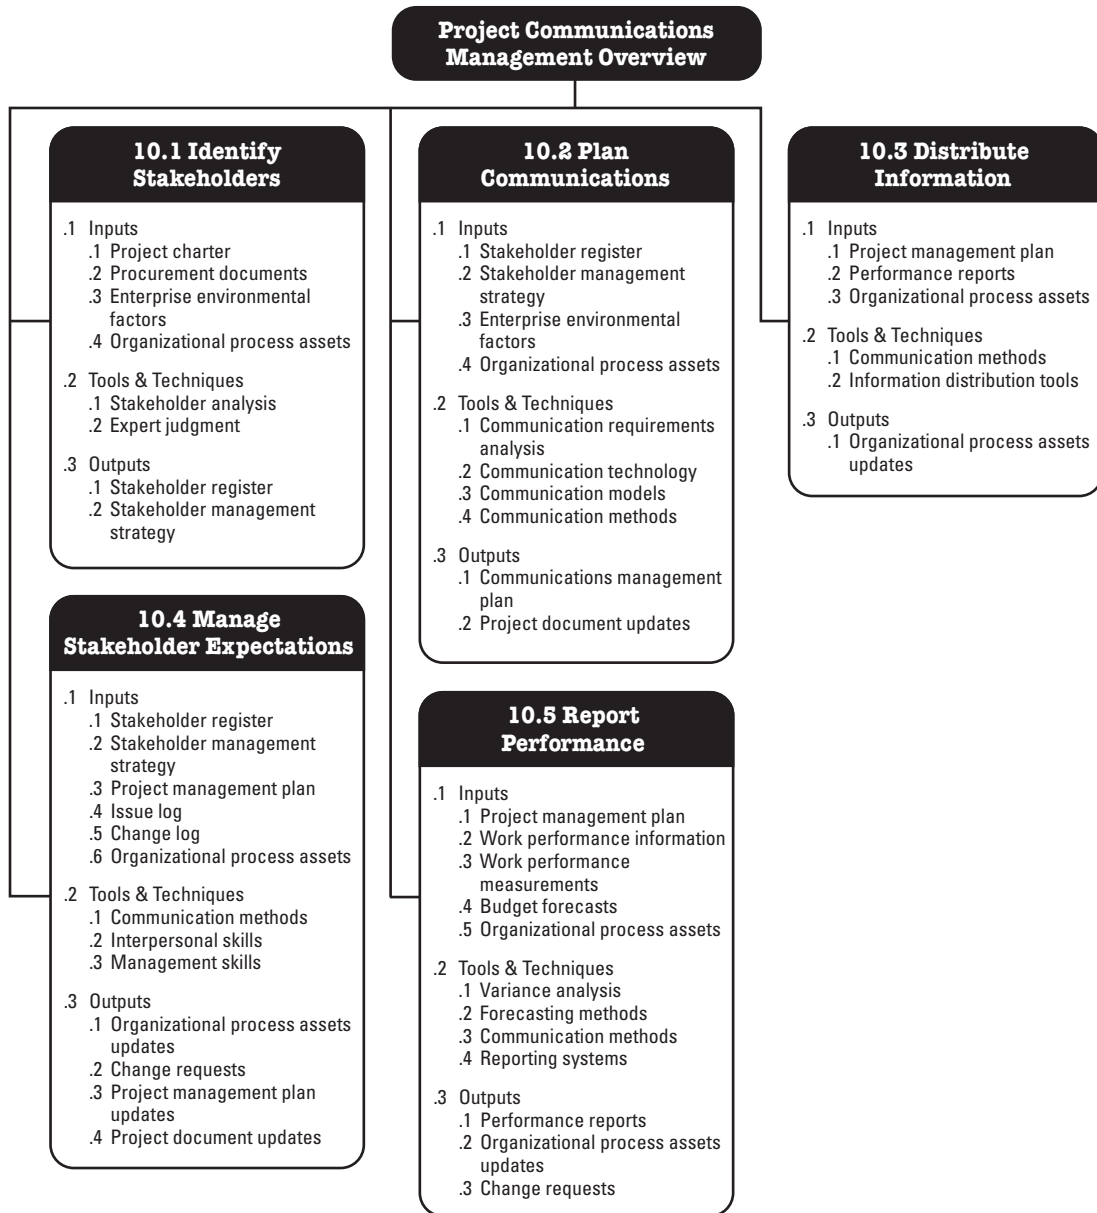 Project Communications
Management Overview
10.1 Identify
Stakeholders
.1 Inputs
.1 Project charter
.2 Procurement documents
.3 Enterprise environmental
factors
.4 Organizational process assets
.2 Tools & Techniques
.1 Stakeholder analysis
.2 Expert judgment
.3 Outputs
.1 Stakeholder register
.2 Stakeholder management
strategy
10.2 Plan
Communications
.1 Inputs
.1 Stakeholder register
.2 Stakeholder management
strategy
.3 Enterprise environmental
factors
.4 Organizational process assets
.2 Tools & Techniques
.1 Communication requirements
analysis
.2 Communication technology
.3 Communication models
.4 Communication methods
.3 Outputs
.1 Communications management
plan
.2 Project document updates
10.3 Distribute
Information
.1 Inputs
.1 Project management plan
.2 Performance reports
.3 Organizational process assets
.2 Tools & Techniques
.1 Communication methods
.2 Information distribution tools
.3 Outputs
.1 Organizational process assets
updates
10.4 Manage
Stakeholder Expectations
.1 Inputs
.1 Stakeholder register
.2 Stakeholder management
strategy
.3 Project management plan
.4 Issue log
.5 Change log
.6 Organizational process assets
.2 Tools & Techniques
.1 Communication methods
.2 Interpersonal skills
.3 Management skills
.3 Outputs
.1 Organizational process assets
updates
.2 Change requests
.3 Project management plan
updates
.4 Project document updates
10.5 Report
Performance
.1 Inputs
.1 Project management plan
.2 Work performance information
.3 Work performance
measurements
.4 Budget forecasts
.5 Organizational process assets
.2 Tools & Techniques
.1 Variance analysis
.2 Forecasting methods
.3 Communication methods
.4 Reporting systems
.3 Outputs
.1 Performance reports
.2 Organizational process assets
updates
.3 Change requests